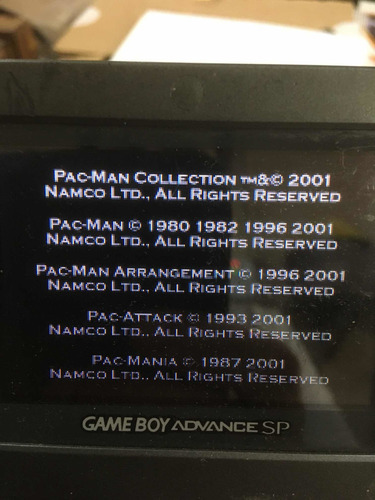 PAC-MAN COLLECTION ™&© 2001
NAMCO LTD., ALL RIGHTS RESERVED
PAC-MAN © 1980 1982 1996 2001
NAMCO LTD., ALL RIGHTS RESERVED
PAC-MAN ARRANGEMENT © 1996 2001
NAMCO LTD., ALL RIGHTS RESERVED
PAC-ATTACK © 1993 2001
NAMCO LTD., ALL RIGHTS RESERVED
PAC-MANIA © 1987 2001
NAMCO LTD., ALL RIGHTS RESERVED
GAME BOY ADVANCE SP